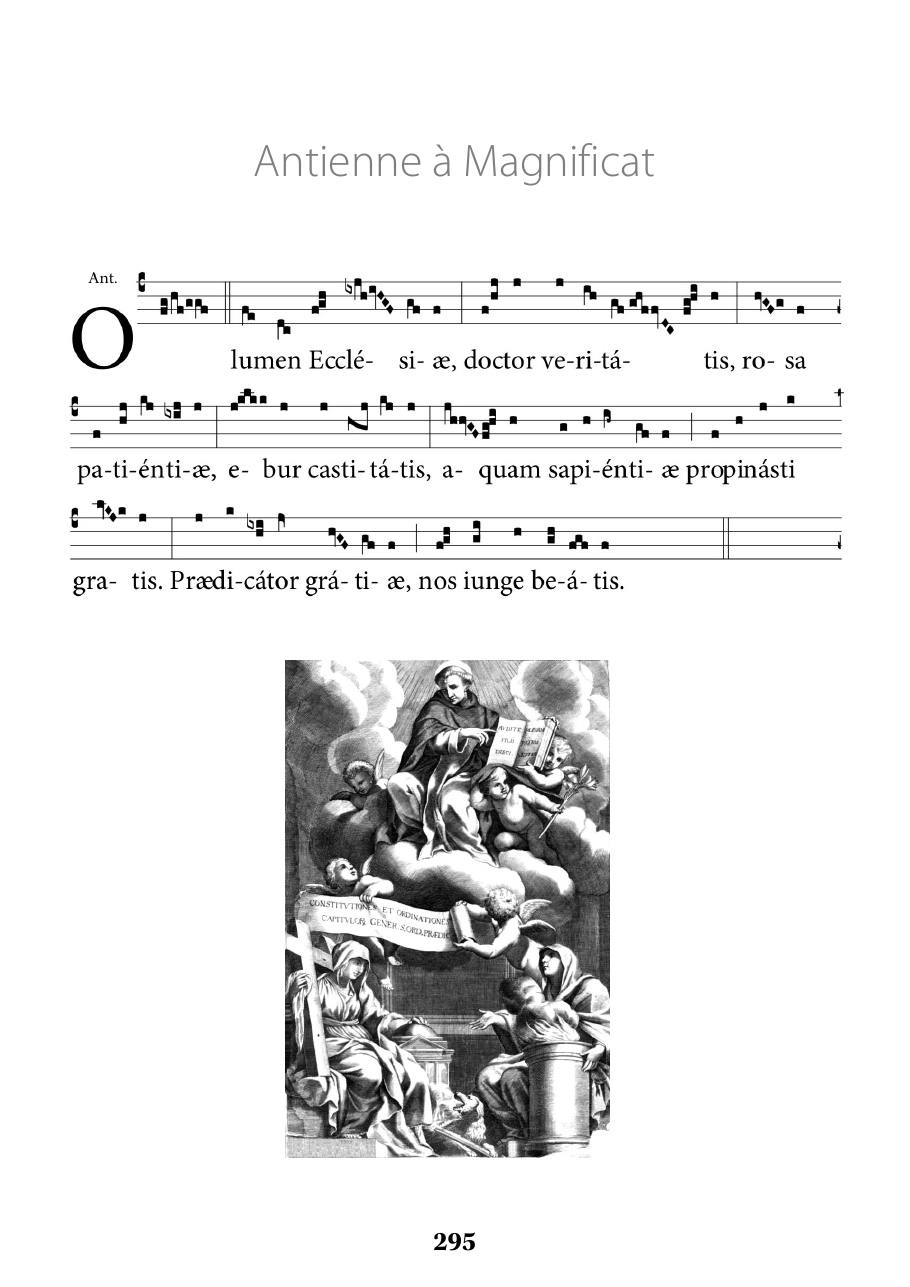 Antienne à Magnificat
Ant.
O lumen Ecclé- si- æ, doctor ve-ri-tá- tis, ro- sa
pa-ti-énti-æ, e- bur casti-tá-tis, a- quam sapi-énti- æ propinásti
gra- tis. Prædi-cátor grá- ti- æ, nos iunge be-á- tis.
AVDITE
FILII
CONSTITVTIONES ET ORDINATIONES
CAPITVLOR GENER. S. ORD. PRÆDIC
295